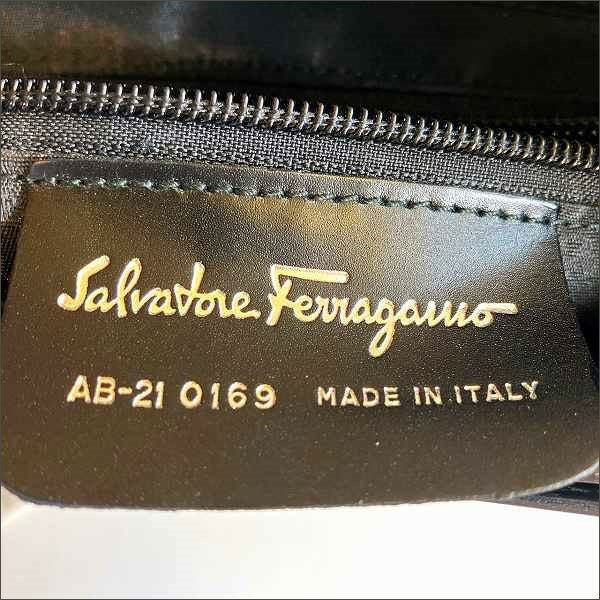 Salvatore Ferragamo
AB-21 0169 MADE IN ITALY